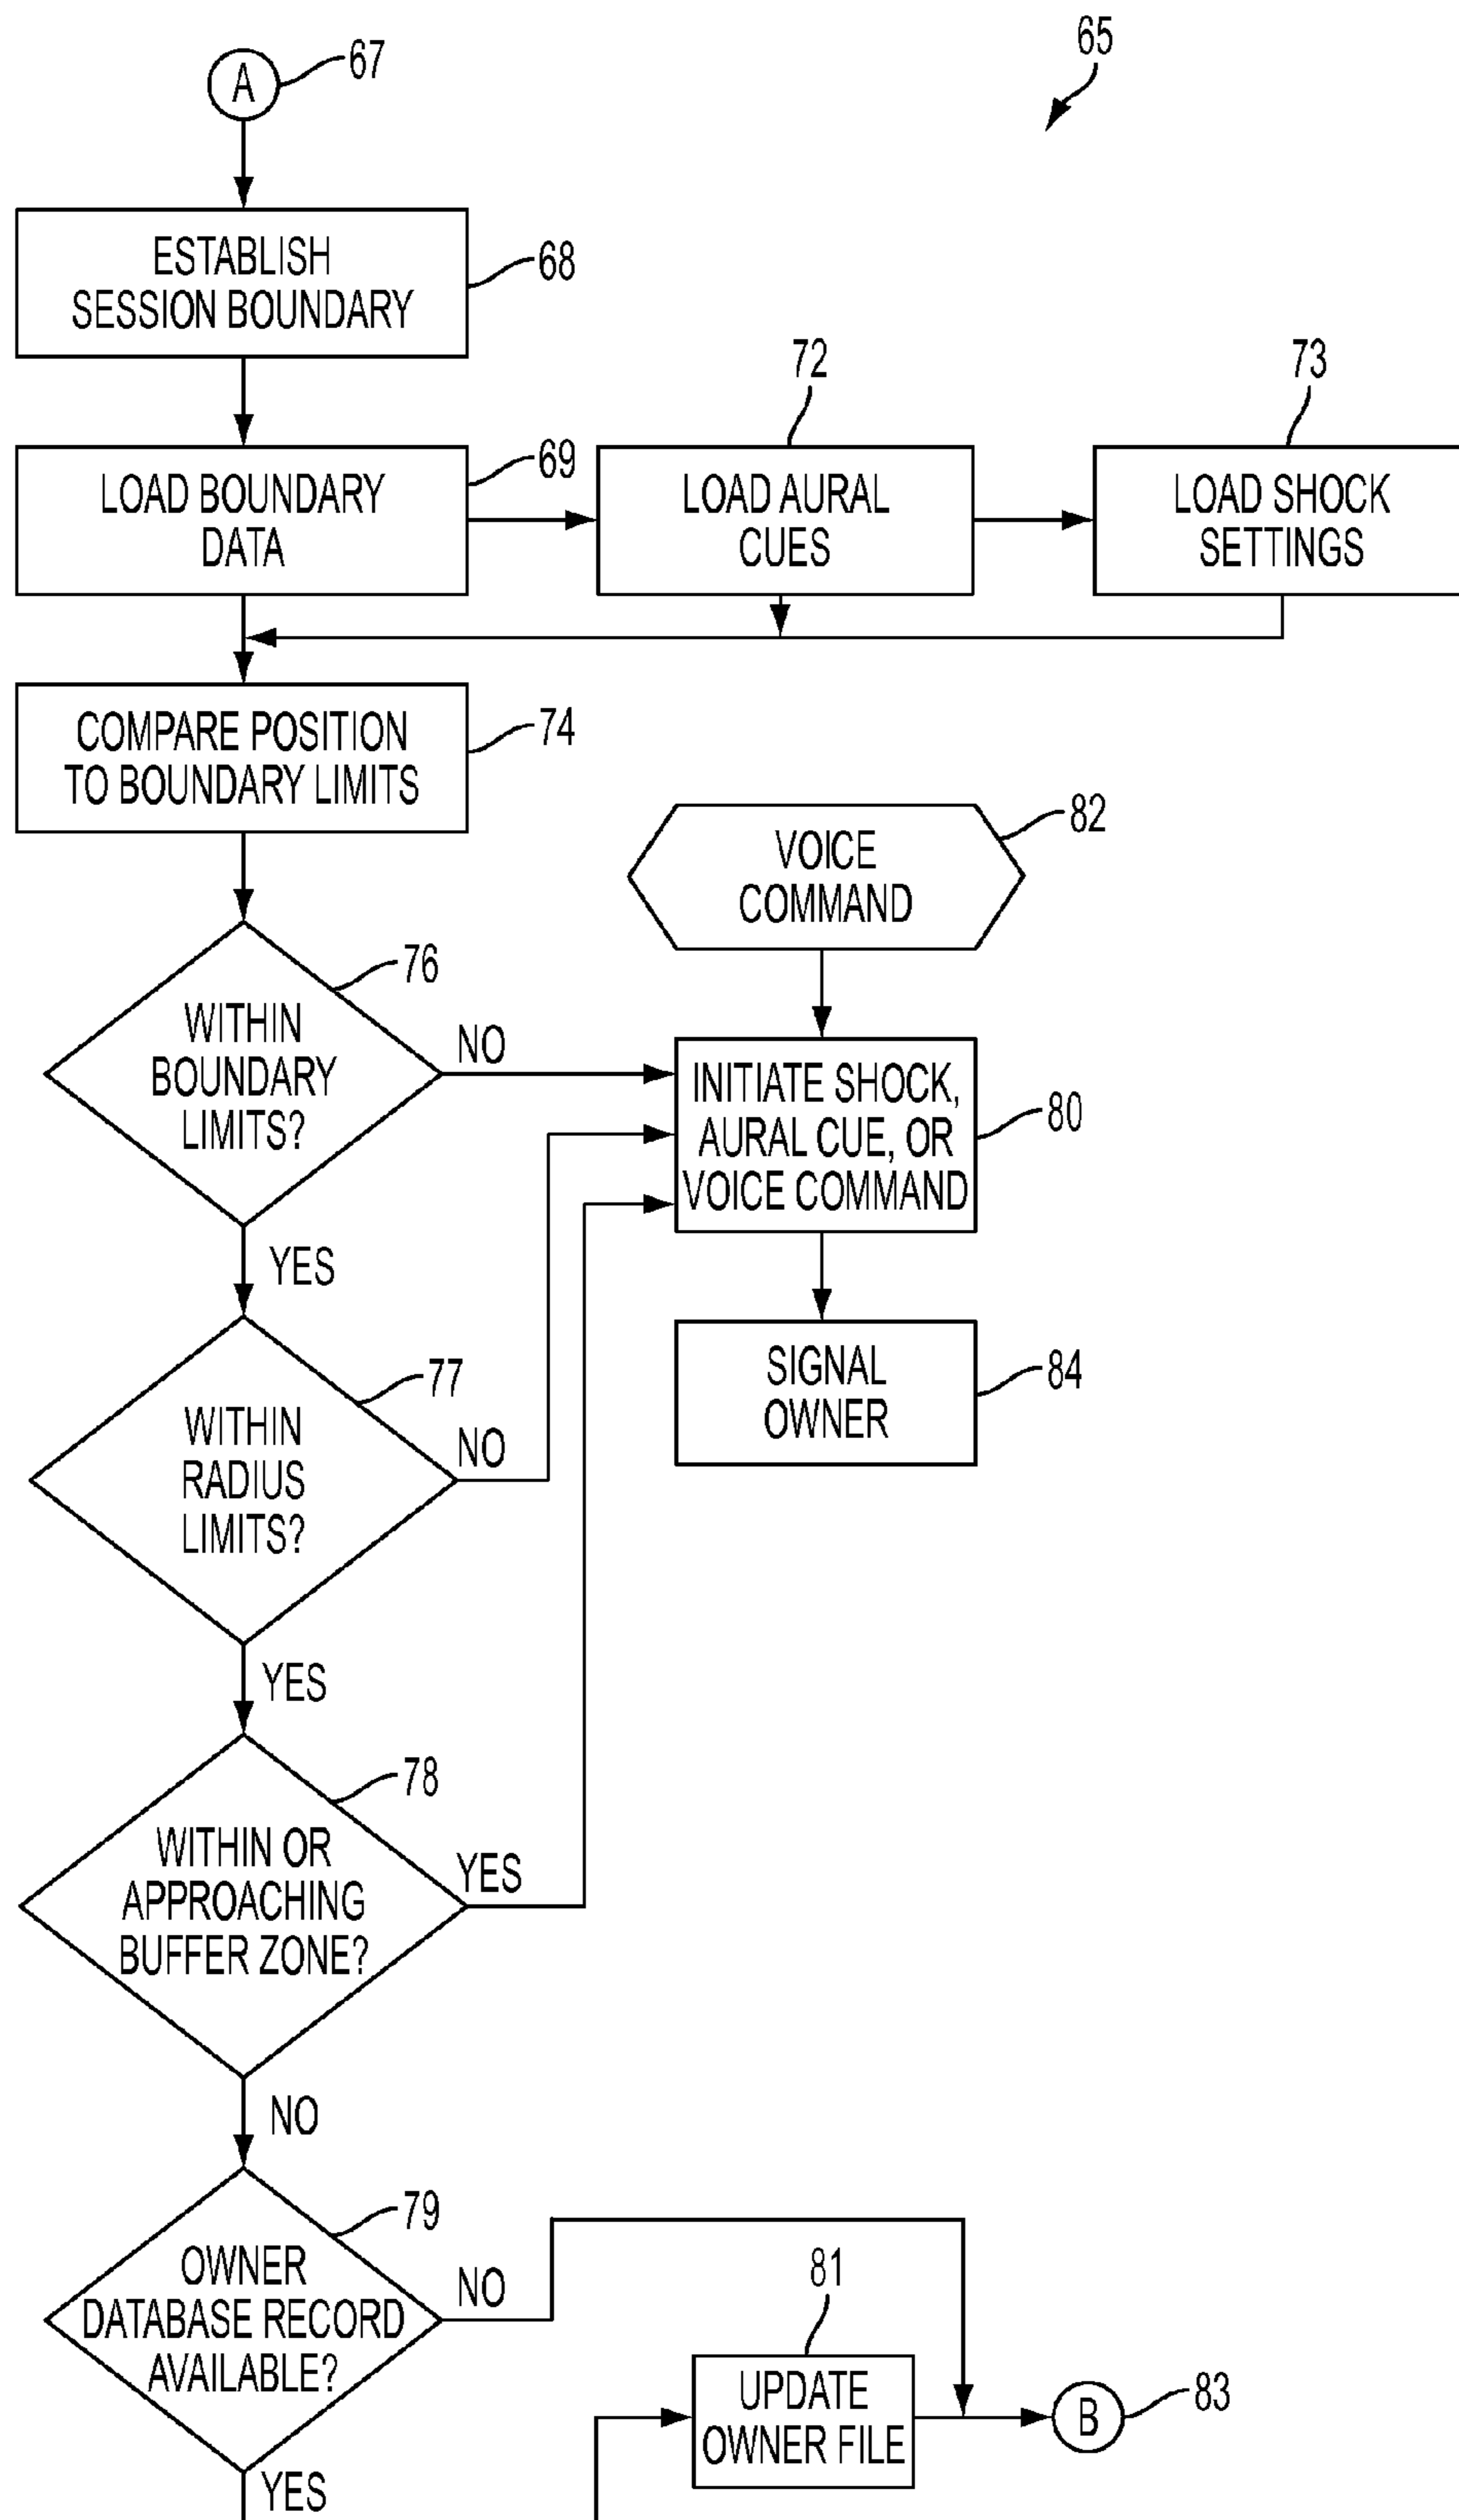 A
67
65
ESTABLISH
SESSION BOUNDARY
68
LOAD BOUNDARY
DATA
69
72
LOAD AURAL
CUES
73
LOAD SHOCK
SETTINGS
COMPARE POSITION
TO BOUNDARY LIMITS
74
VOICE
COMMAND
82
WITHIN
BOUNDARY
LIMITS?
76
NO
INITIATE SHOCK,
AURAL CUE, OR
VOICE COMMAND
80
YES
WITHIN
RADIUS
LIMITS?
77
NO
SIGNAL
OWNER
84
YES
WITHIN OR
APPROACHING
BUFFER ZONE?
78
YES
NO
OWNER
DATABASE RECORD
AVAILABLE?
79
NO
81
UPDATE
OWNER FILE
B
83
YES